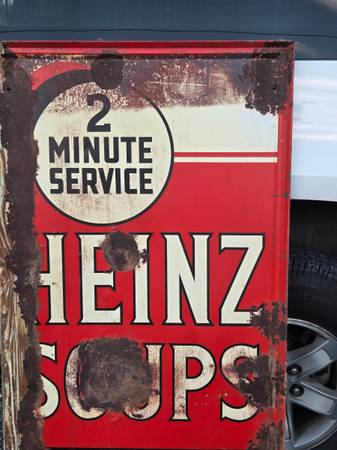 2
MINUTE
SERVICE
HEINZ
SOUPS